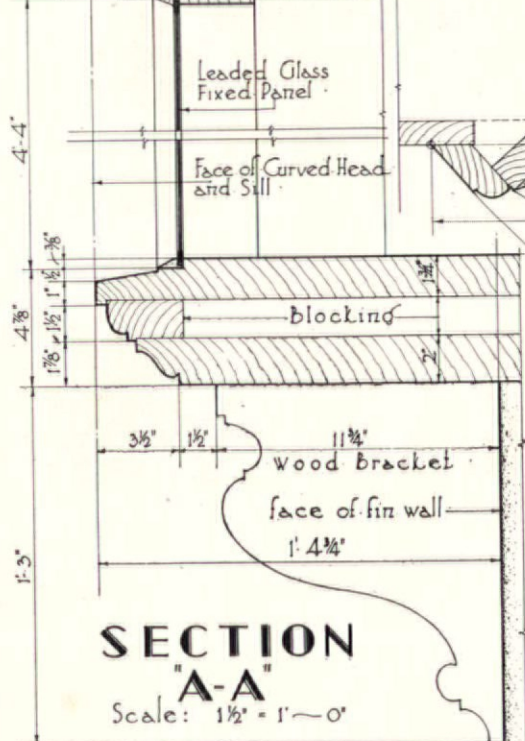 Leaded Glass
Fixed Panel
4'-4"
Face of Curved Head
and Sill
1" 1½" ⅜"
1¾"
4⅞"
Blocking
1½"
2"
1⅞"
3½" 1½" 11¾"
Wood Bracket
face of fin wall
1'-4¾"
1'-3"
SECTION
"A-A"
Scale: 1½" = 1'-0"